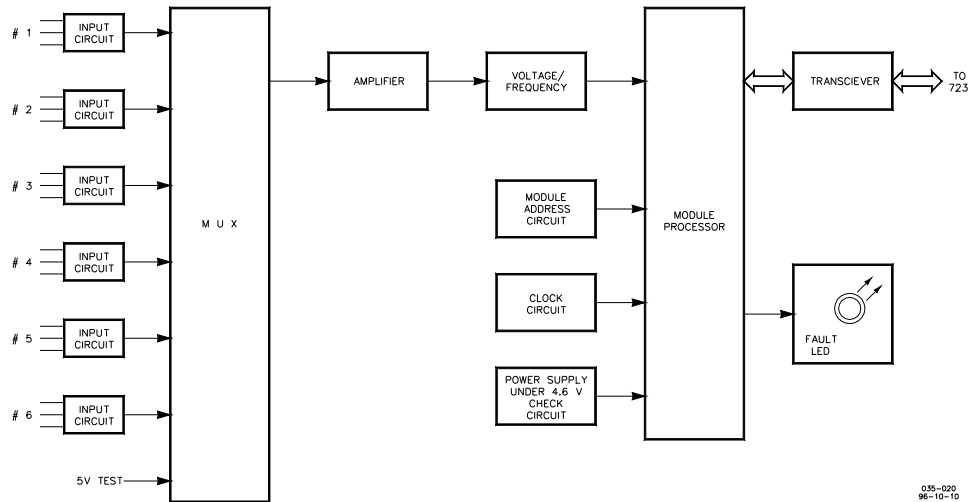 # 1
INPUT
CIRCUIT
# 2
INPUT
CIRCUIT
# 3
INPUT
CIRCUIT
# 4
INPUT
CIRCUIT
# 5
INPUT
CIRCUIT
# 6
INPUT
CIRCUIT
5V TEST
M U X
AMPLIFIER
VOLTAGE/
FREQUENCY
MODULE
ADDRESS
CIRCUIT
CLOCK
CIRCUIT
POWER SUPPLY
UNDER 4.6 V
CHECK
CIRCUIT
MODULE
PROCESSOR
TRANSCIEVER
TO
723
FAULT
LED
035-020
96-10-10